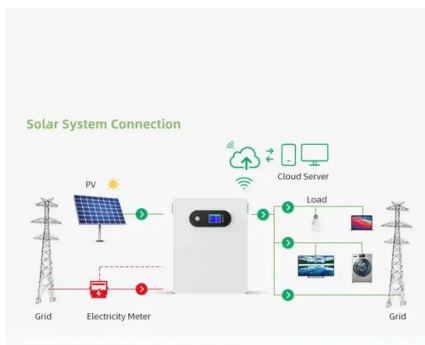 Solar System Connection
PV
Cloud Server
Load
Grid
Electricity Meter
Grid